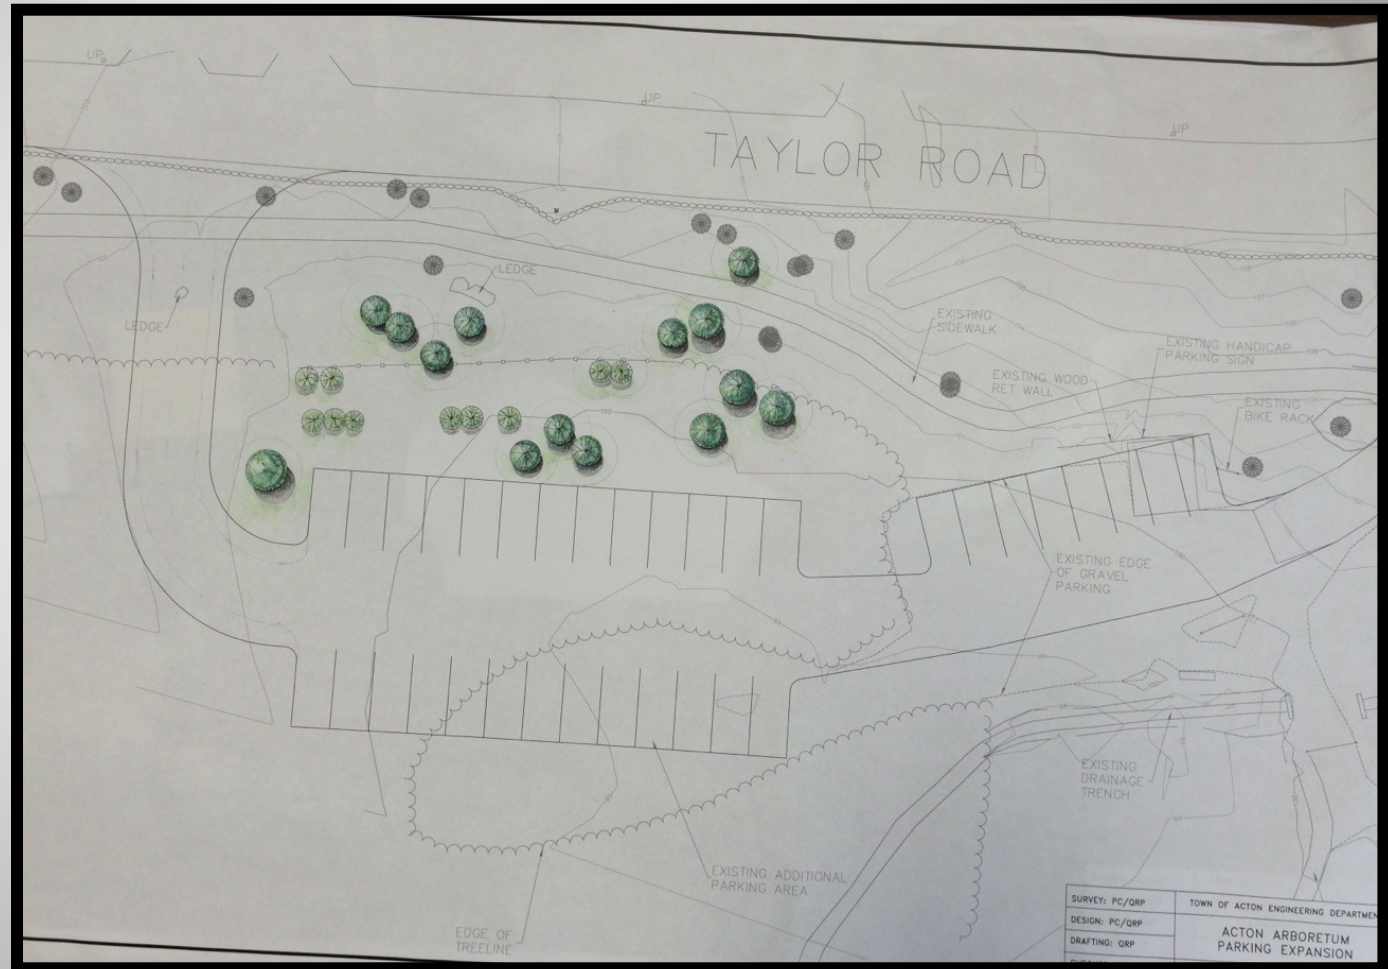 UP
UP
UP
TAYLOR ROAD
LEDGE
LEDGE
EXISTING
SIDEWALK
EXISTING HANDICAP
PARKING SIGN
EXISTING WOOD
RET WALL
EXISTING
BIKE RACK
EXISTING EDGE
OF GRAVEL
PARKING
EXISTING
DRAINAGE
TRENCH
EXISTING ADDITIONAL
PARKING AREA
EDGE OF
TREELINE
SURVEY: PC/QRP
DESIGN: PC/QRP
DRAFTING: QRP
TOWN OF ACTON ENGINEERING DEPARTMEN
ACTON ARBORETUM
PARKING EXPANSION